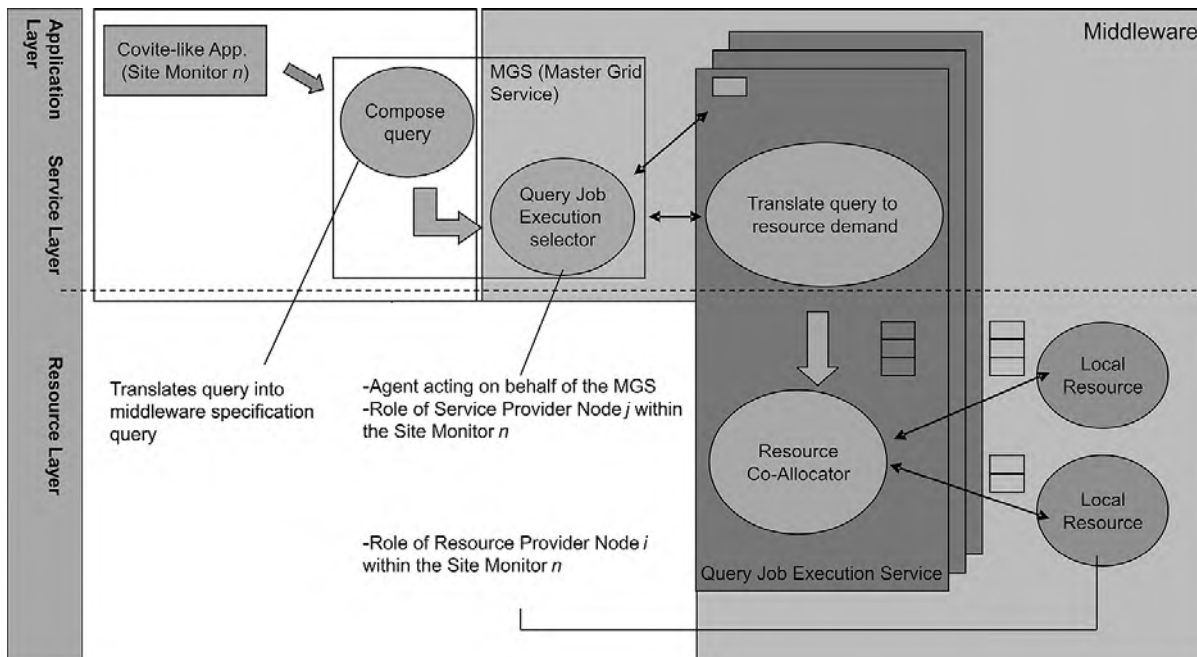 Application
Layer
Service Layer
Resource Layer
Covite-like App.
(Site Monitor n)
Compose
query
MGS (Master Grid
Service)
Query Job
Execution
selector
Middleware
Translate query to
resource demand
Translates query into
middleware specification
query
-Agent acting on behalf of the MGS
-Role of Service Provider Node j within
the Site Monitor n
-Role of Resource Provider Node i
within the Site Monitor n
Resource
Co-Allocator
Query Job Execution Service
Local
Resource
Local
Resource